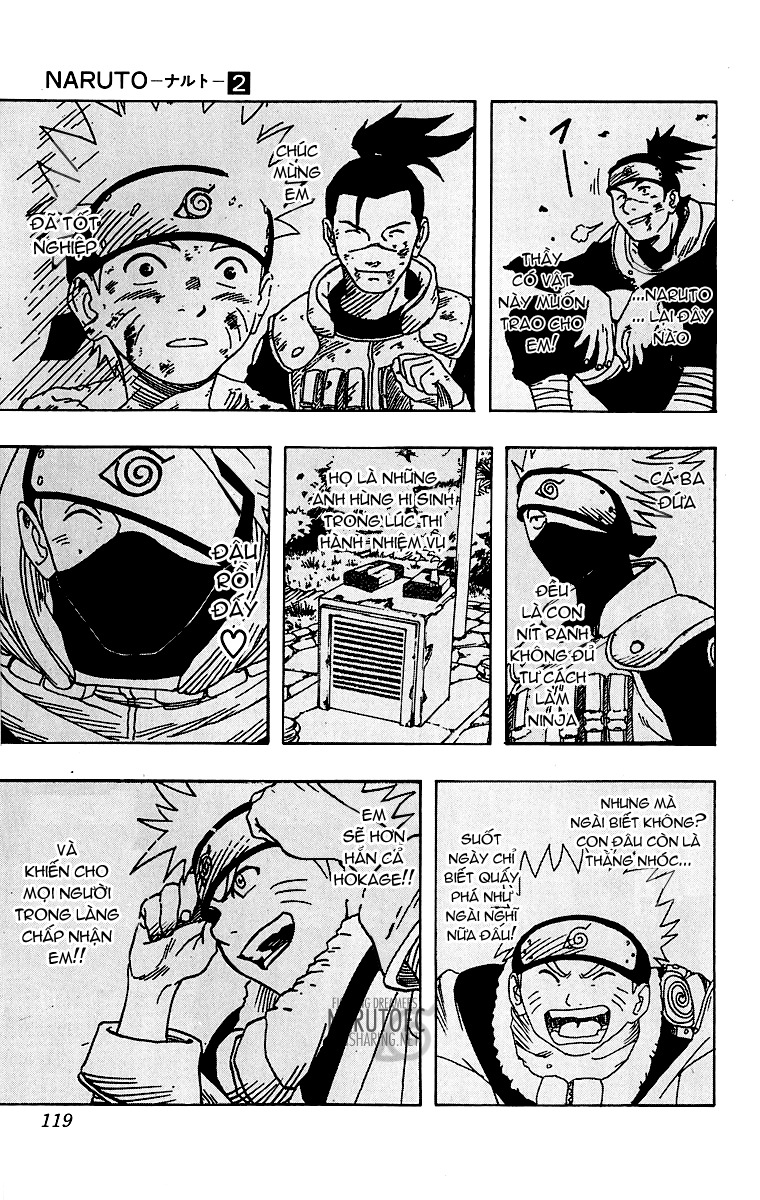 NARUTO—ナルト—2
...NARUTO
... LẠI ĐÂY
NÀO
THẦY
CÓ VẬT
NÀY MUỐN
TRAO CHO
EM!
CHÚC
MỪNG
EM
ĐÃ TỐT
NGHIỆP
CẢ BA
ĐỨA
ĐỀU
LÀ CON
NÍT RANH
KHÔNG ĐỦ
TƯ CÁCH
LÀM
NINJA
HỌ LÀ NHỮNG
ANH HÙNG HI SINH
TRONG LÚC THI
HÀNH NHIỆM VỤ
ĐẬU
RỒI
ĐẤY
♡
NHƯNG MÀ
NGÀI BIẾT KHÔNG?
CON ĐÂU CÒN LÀ
THẰNG NHÓC...
SUỐT
NGÀY CHỈ
BIẾT QUẤY
PHÁ NHƯ
NGÀI NGHĨ
NỮA ĐÂU!
EM
SẼ HƠN
HẲN CẢ
HOKAGE!!
VÀ
KHIẾN CHO
MỌI NGƯỜI
TRONG LÀNG
CHẤP NHẬN
EM!!
NARUTOFC
SHARING.NET
119